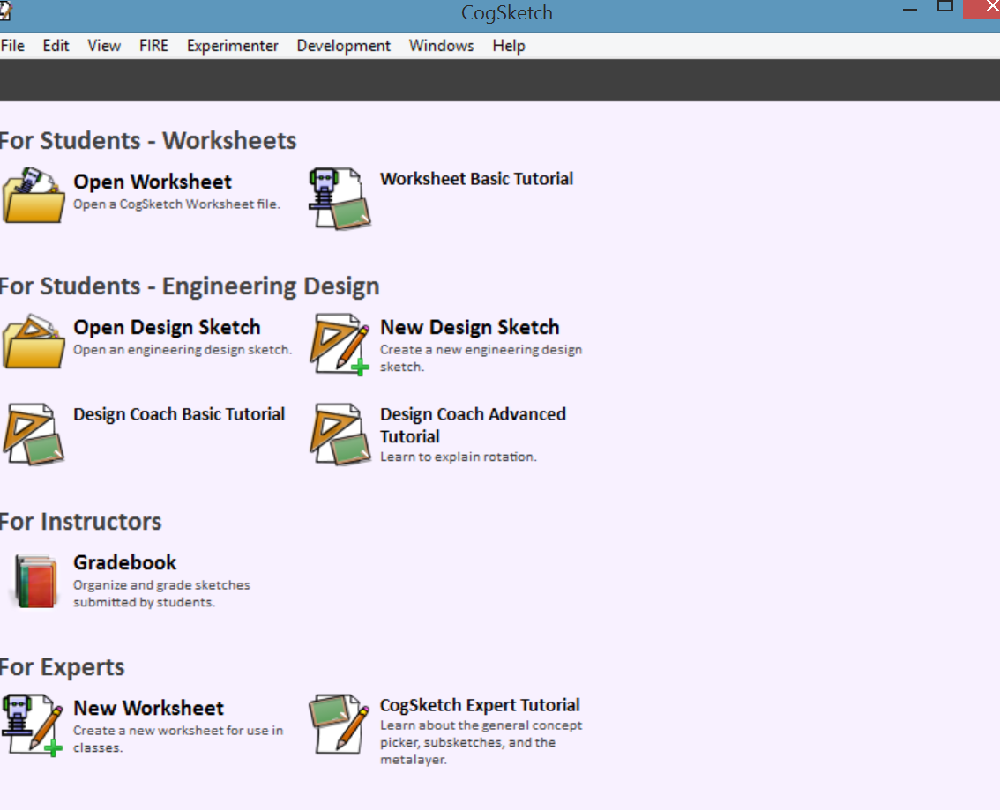 CogSketch
File Edit View FIRE Experimenter Development Windows Help
For Students - Worksheets
Open Worksheet
Open a CogSketch Worksheet file.
Worksheet Basic Tutorial
For Students - Engineering Design
Open Design Sketch
Open an engineering design sketch.
New Design Sketch
Create a new engineering design
sketch.
Design Coach Basic Tutorial
Design Coach Advanced
Tutorial
Learn to explain rotation.
For Instructors
Gradebook
Organize and grade sketches
submitted by students.
For Experts
New Worksheet
Create a new worksheet for use in
classes.
CogSketch Expert Tutorial
Learn about the general concept
picker, subsketches, and the
metalayer.